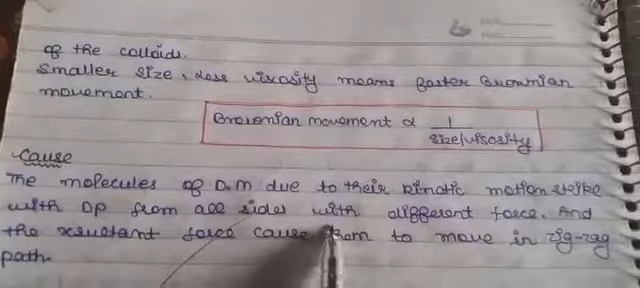 of the colloids.
Smaller size, less viscosity means faster Brownian
movement.
Brownian movement ∝ 1
size/viscosity
Cause
The molecules of D.M due to their kinetic motion strike
with DP from all sides with different force. And
the resultant force cause them to move in zig-zag
path.